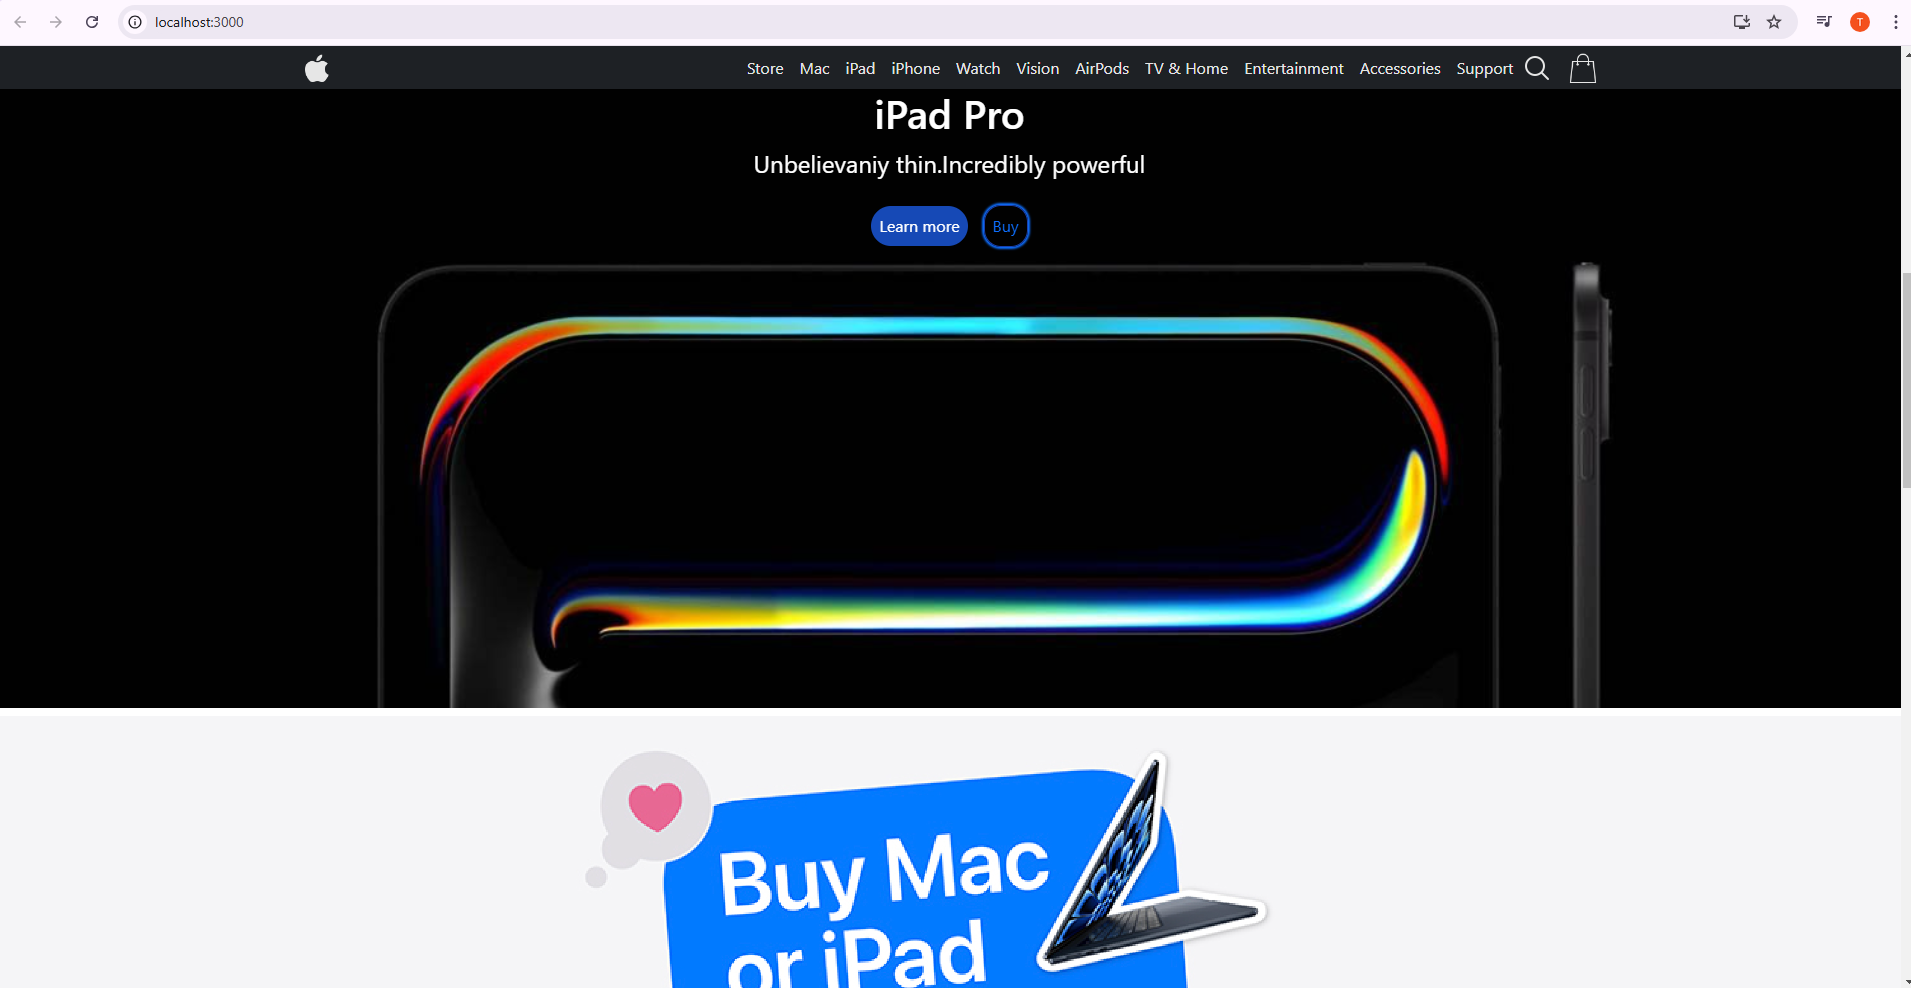 localhost:3000
T
Store Mac iPad iPhone Watch Vision AirPods TV & Home Entertainment Accessories Support
iPad Pro
Unbelievaniy thin.Incredibly powerful
Learn more Buy
Buy Mac
or iPad